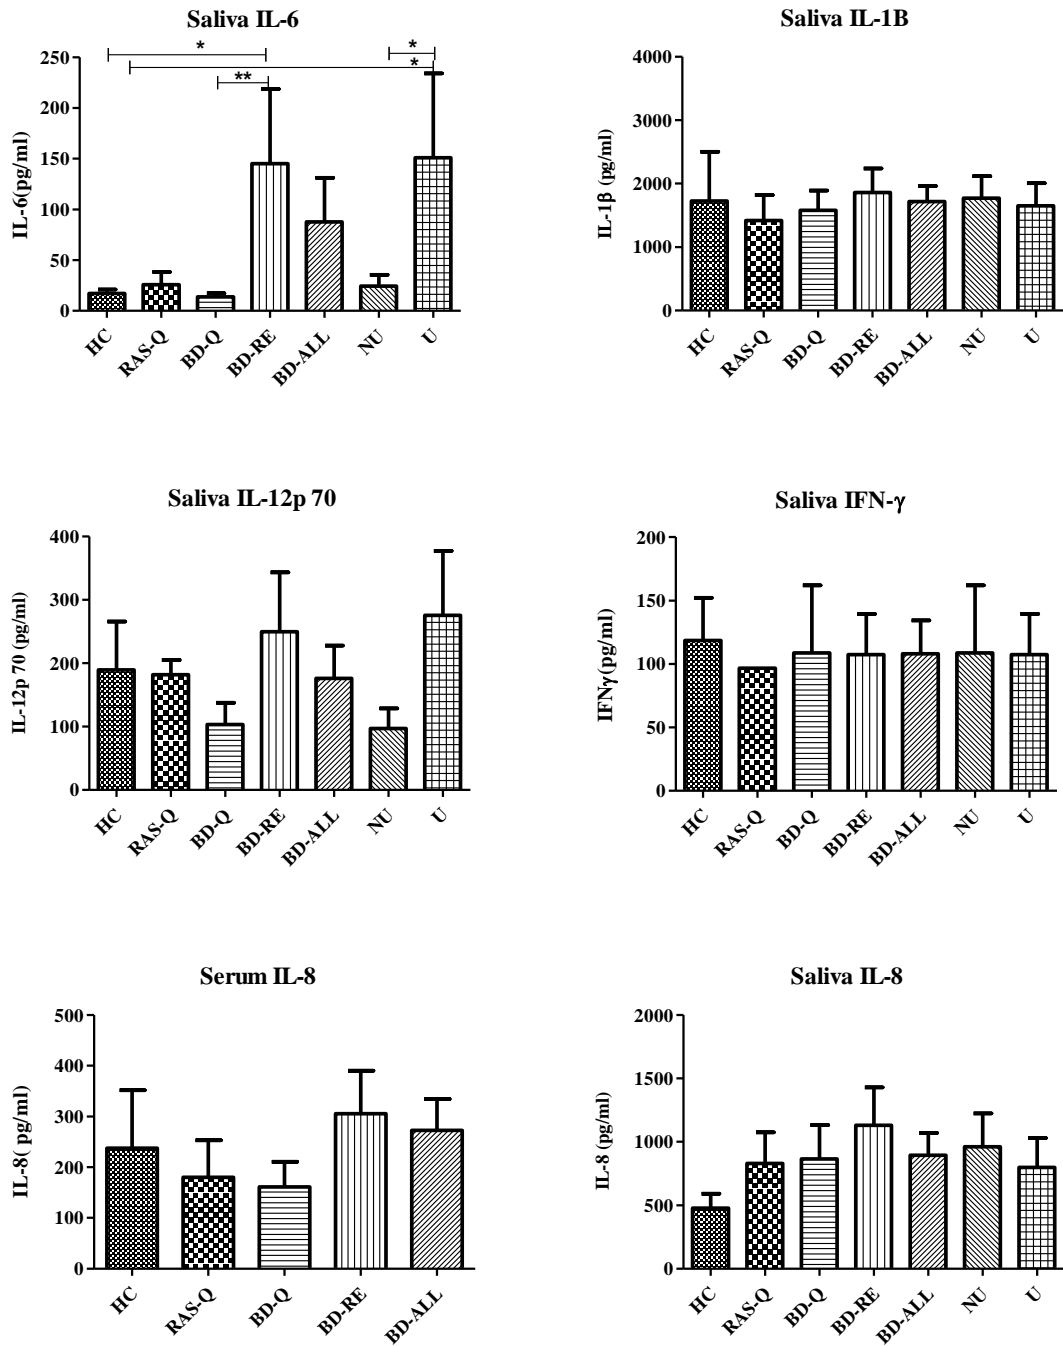 Saliva IL-6
*
*
*
**
250
200
150
100
50
0
IL-6(pg/ml)
HC
RAS-Q
BD-Q
BD-RE
BD-ALL
NU
U
Saliva IL-1B
4000
3000
2000
1000
0
IL-1β (pg/ml)
HC
RAS-Q
BD-Q
BD-RE
BD-ALL
NU
U
Saliva IL-12p 70
400
300
200
100
0
IL-12p 70 (pg/ml)
HC
RAS-Q
BD-Q
BD-RE
BD-ALL
NU
U
Saliva IFN-γ
200
150
100
50
0
IFNγ(pg/ml)
HC
RAS-Q
BD-Q
BD-RE
BD-ALL
NU
U
Serum IL-8
500
400
300
200
100
0
IL-8( pg/ml)
HC
RAS-Q
BD-Q
BD-RE
BD-ALL
Saliva IL-8
2000
1500
1000
500
0
IL-8 (pg/ml)
HC
RAS-Q
BD-Q
BD-RE
BD-ALL
NU
U